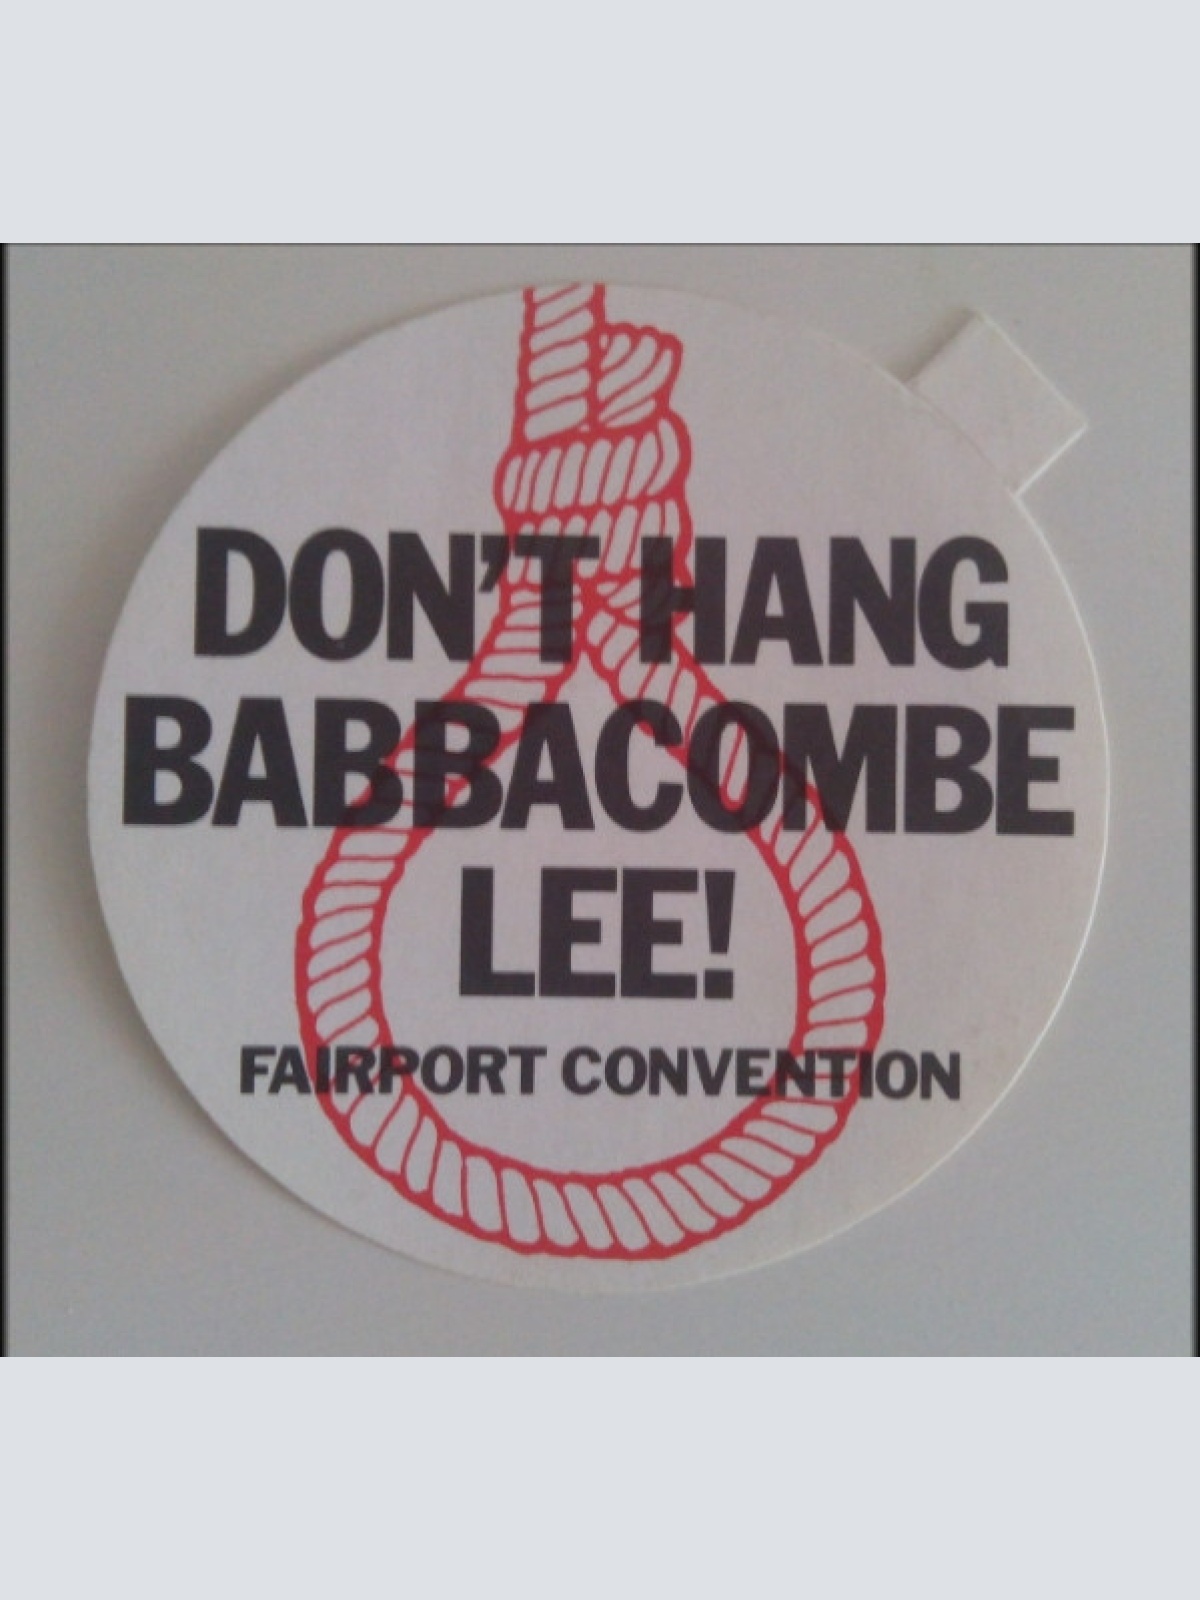 DON'T HANG
BABBACOMBE
LEE!
FAIRPORT CONVENTION